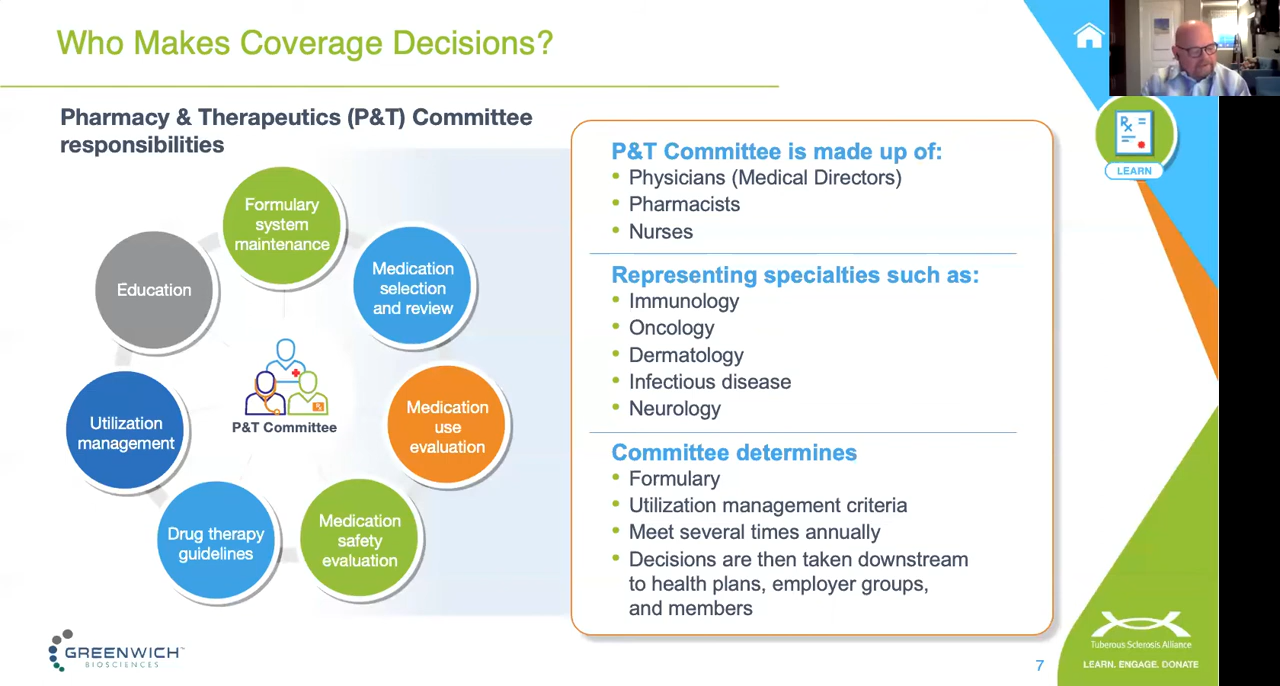 Who Makes Coverage Decisions?
Pharmacy & Therapeutics (P&T) Committee
responsibilities
Formulary
system
maintenance
Medication
selection
and review
Medication
use
evaluation
Medication
safety
evaluation
Drug therapy
guidelines
Utilization
management
Education
P&T Committee
P&T Committee is made up of:
• Physicians (Medical Directors)
• Pharmacists
• Nurses
Representing specialties such as:
• Immunology
• Oncology
• Dermatology
• Infectious disease
• Neurology
Committee determines
• Formulary
• Utilization management criteria
• Meet several times annually
• Decisions are then taken downstream
to health plans, employer groups,
and members
Rx
LEARN
GREENWICH™
BIOSCIENCES
7
Tuberous Sclerosis Alliance
LEARN. ENGAGE. DONATE